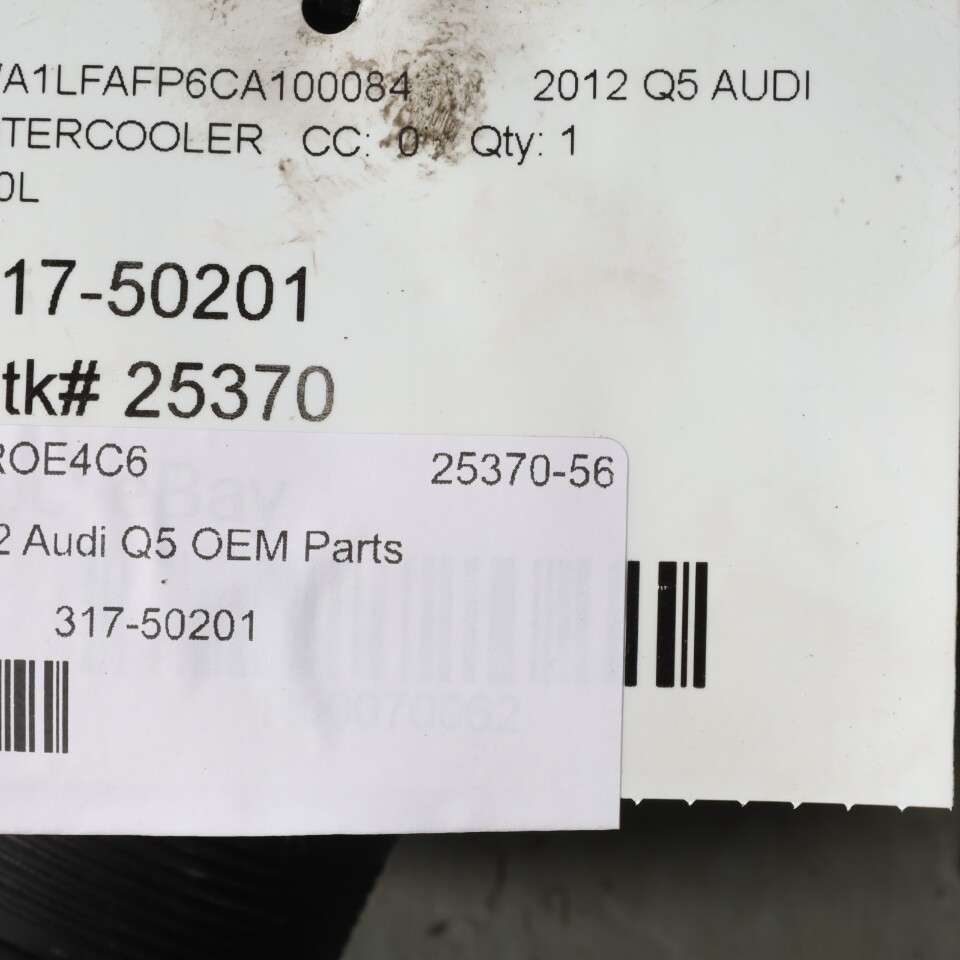 A1LFAFP6CA100084 2012 Q5 AUDI
TERCOOLER CC: 0 Qty: 1
0L
17-50201
tk# 25370
ROE4C6 25370-56
2 Audi Q5 OEM Parts
317-50201